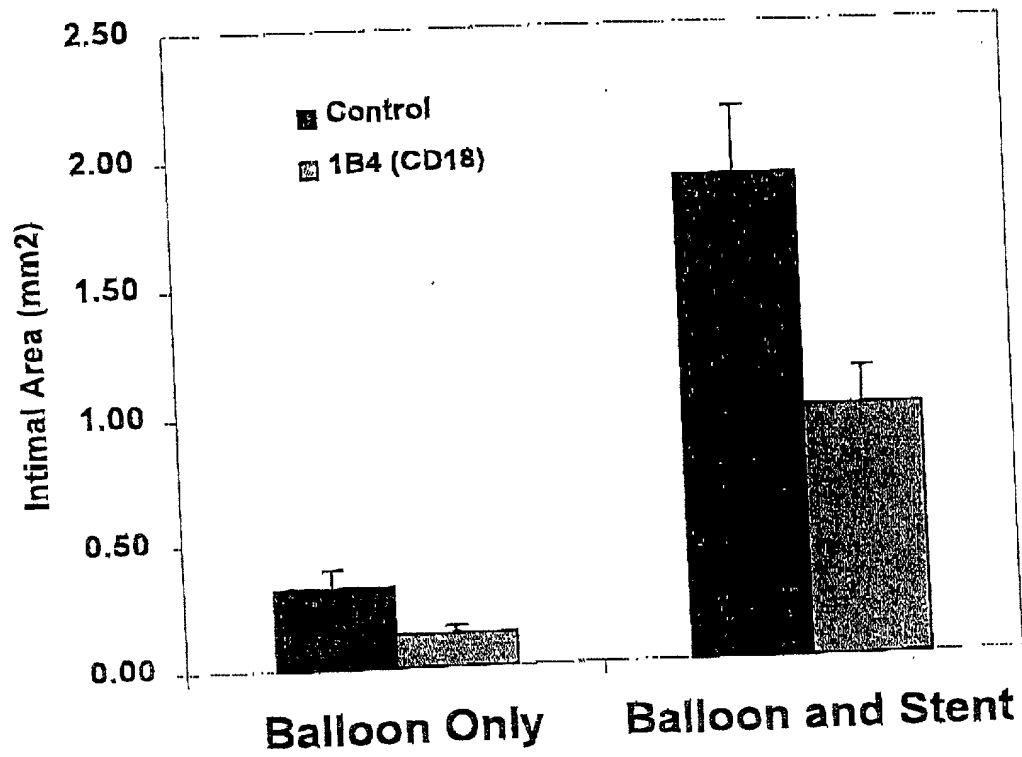 2.50
Control
1B4 (CD18)
2.00
1.50
1.00
0.50
0.00
Intimal Area (mm2)
Balloon Only
Balloon and Stent